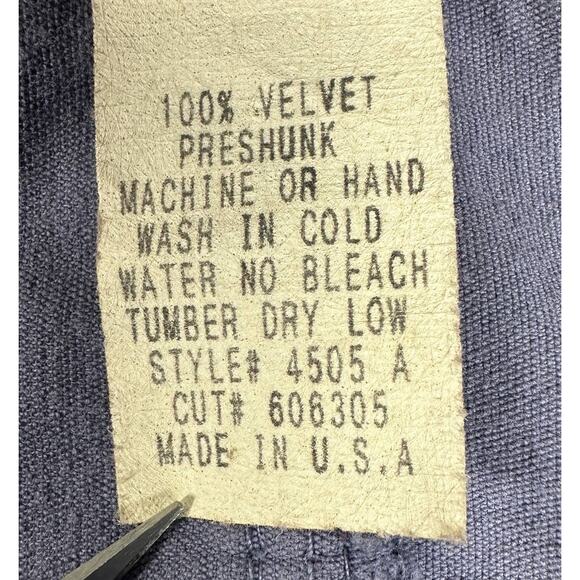 100% VELVET
PRESHUNK
MACHINE OR HAND
WASH IN COLD
WATER NO BLEACH
TUMBER DRY LOW
STYLE# 4505 A
CUT# 606305
MADE IN U.S.A